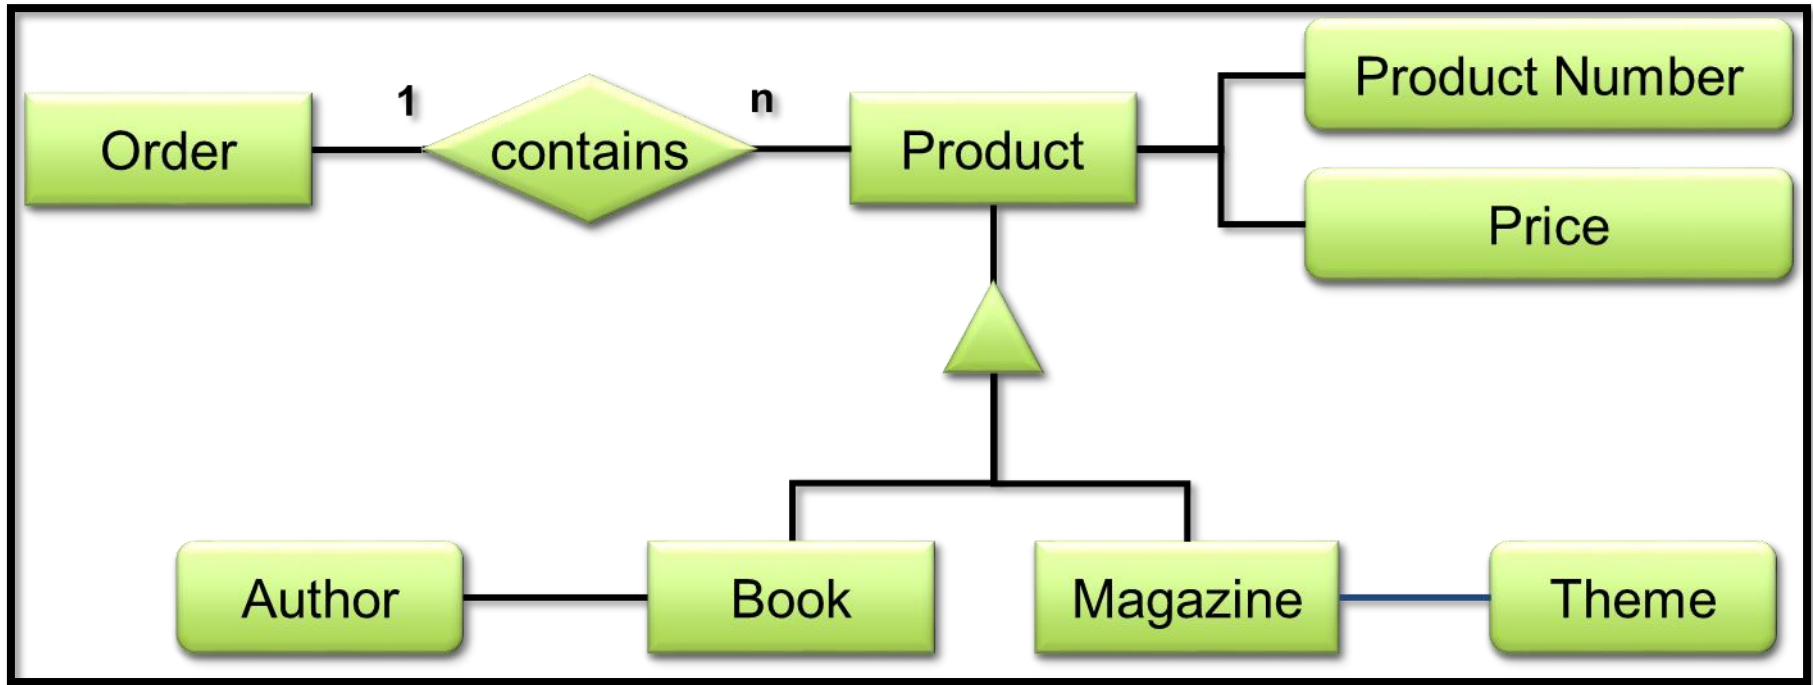 Product Number
1
n
Order
contains
Product
Price
Author
Book
Magazine
Theme